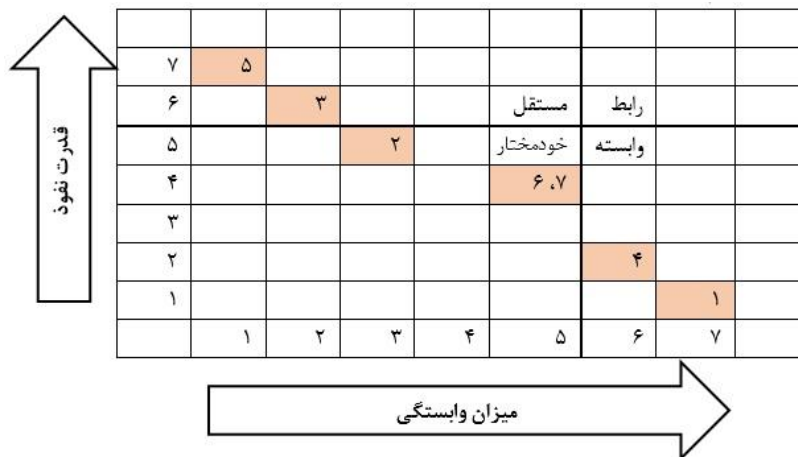 قدرت نفوذ
۷ ۵
۶ ۳ مستقل رابط
۵ ۲ خودمختار وابسته
۴ ۶،۷
۳
۲ ۴
۱ ۱
۱ ۲ ۳ ۴ ۵ ۶ ۷
میزان وابستگی